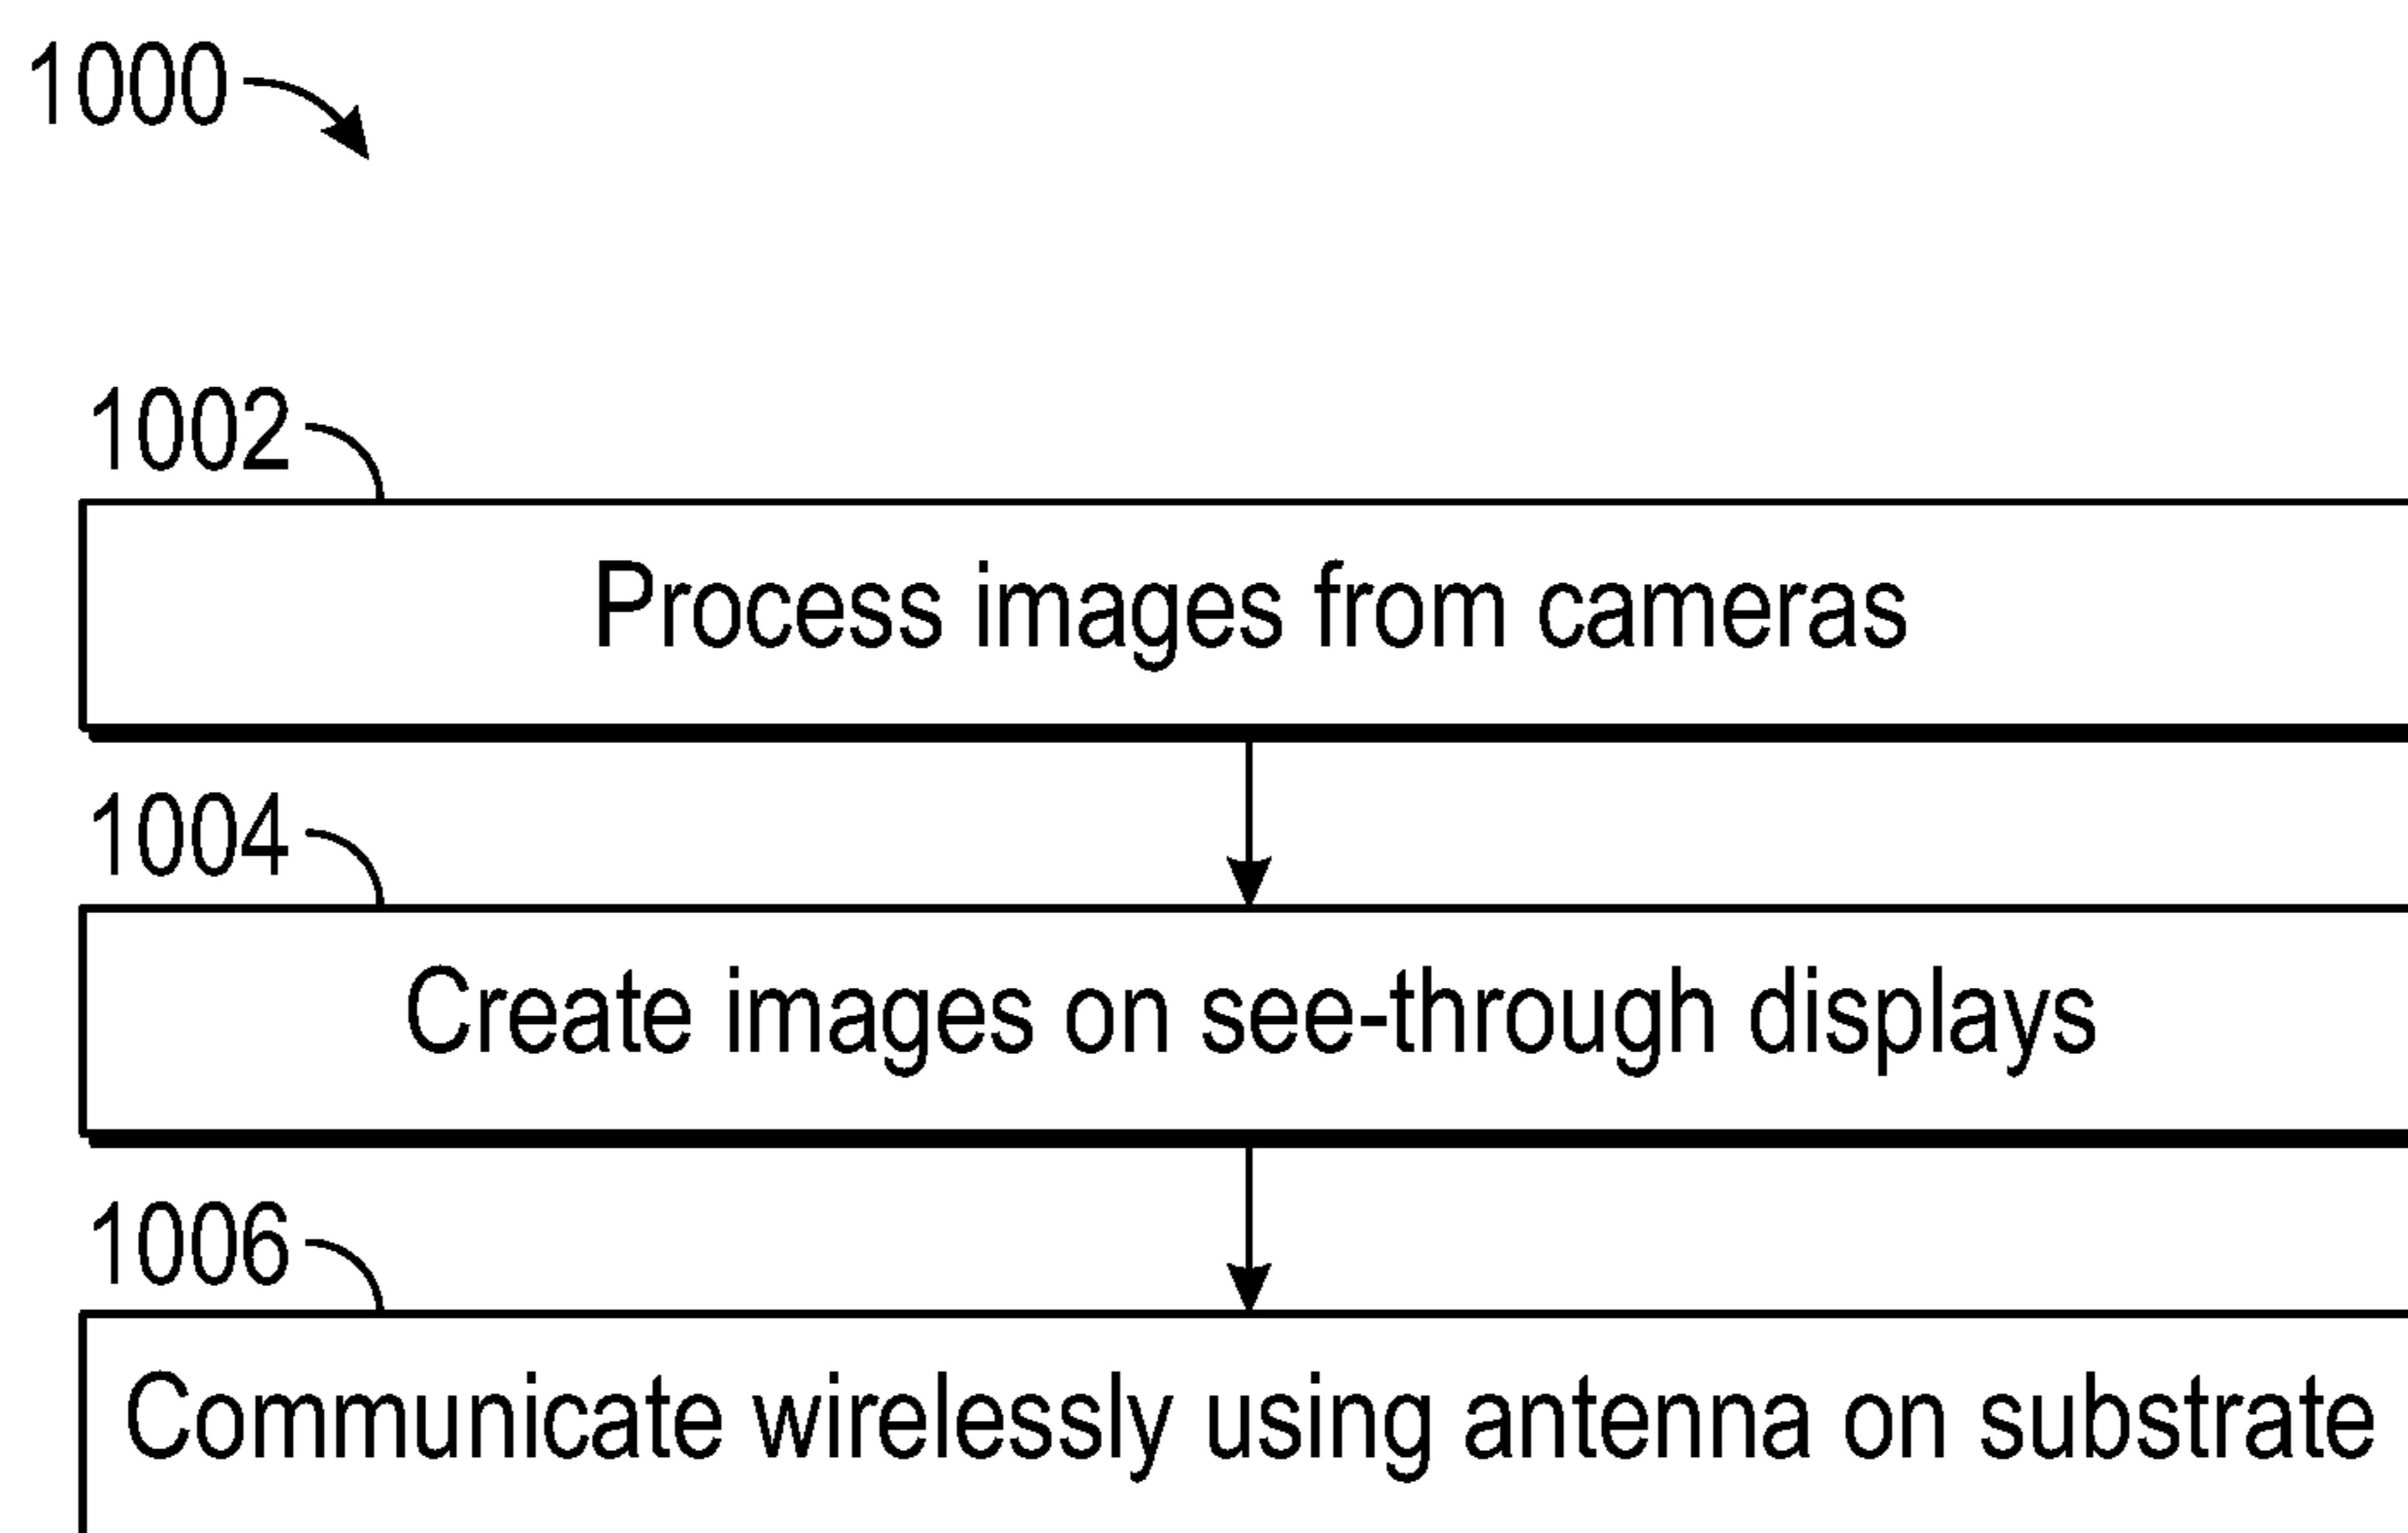 1000
1002
Process images from cameras
1004
Create images on see-through displays
1006
Communicate wirelessly using antenna on substrate